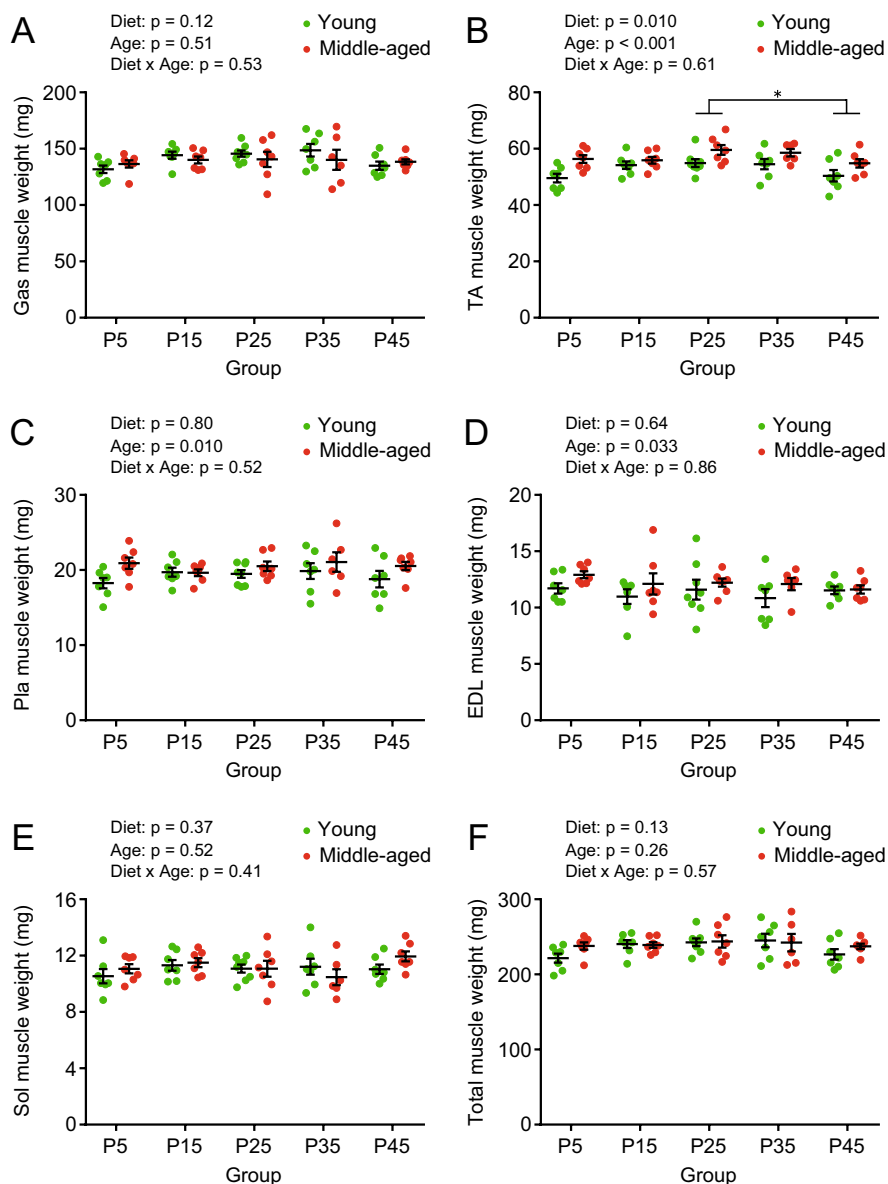 A
Diet: p = 0.12
Age: p = 0.51
Diet x Age: p = 0.53
Young
Middle-aged
Gas muscle weight (mg)
200
150
100
50
0
P5 P15 P25 P35 P45
Group
B
Diet: p = 0.010
Age: p < 0.001
Diet x Age: p = 0.61
Young
Middle-aged
*
TA muscle weight (mg)
80
60
40
20
0
P5 P15 P25 P35 P45
Group
C
Diet: p = 0.80
Age: p = 0.010
Diet x Age: p = 0.52
Young
Middle-aged
Pla muscle weight (mg)
30
20
10
0
P5 P15 P25 P35 P45
Group
D
Diet: p = 0.64
Age: p = 0.033
Diet x Age: p = 0.86
Young
Middle-aged
EDL muscle weight (mg)
20
15
10
5
0
P5 P15 P25 P35 P45
Group
E
Diet: p = 0.37
Age: p = 0.52
Diet x Age: p = 0.41
Young
Middle-aged
Sol muscle weight (mg)
16
12
8
4
0
P5 P15 P25 P35 P45
Group
F
Diet: p = 0.13
Age: p = 0.26
Diet x Age: p = 0.57
Young
Middle-aged
Total muscle weight (mg)
300
200
100
0
P5 P15 P25 P35 P45
Group